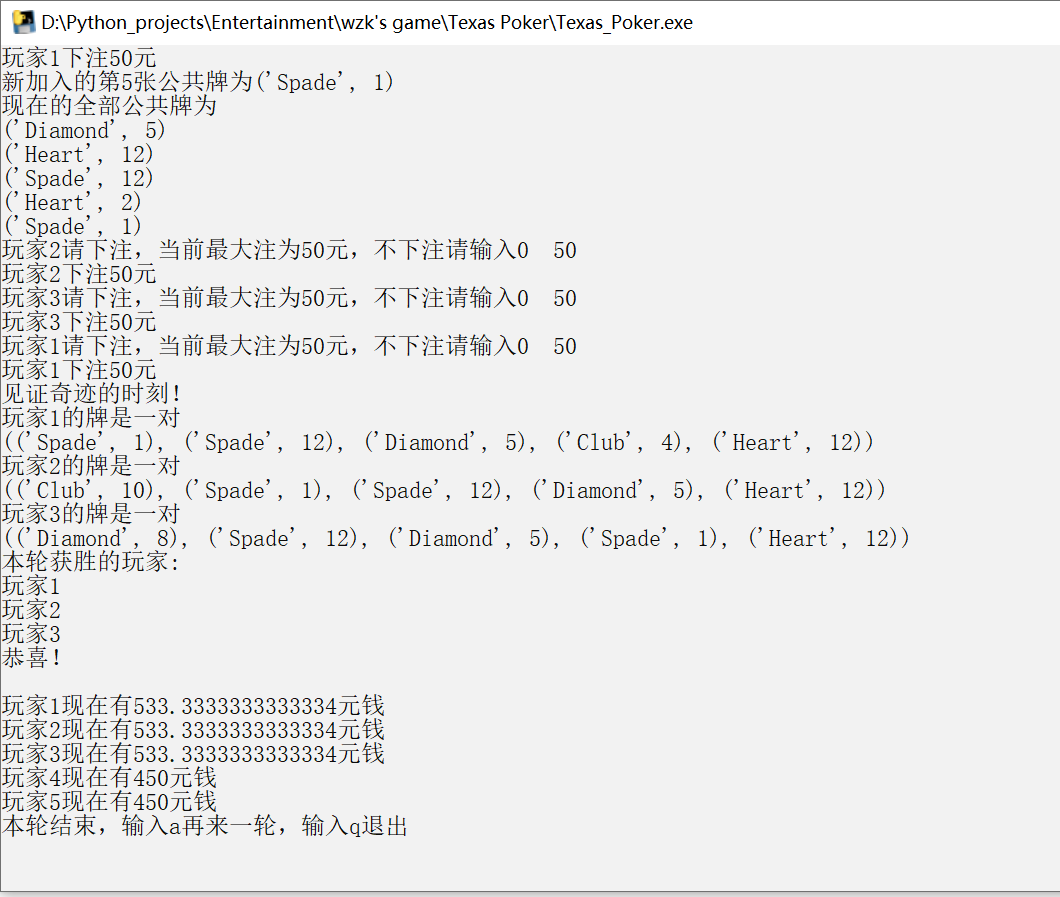 D:\Python_projects\Entertainment\wzk's game\Texas Poker\Texas_Poker.exe
玩家1下注50元
新加入的第5张公共牌为('Spade', 1)
现在的全部公共牌为
('Diamond', 5)
('Heart', 12)
('Spade', 12)
('Heart', 2)
('Spade', 1)
玩家2请下注，当前最大注为50元，不下注请输入0  50
玩家2下注50元
玩家3请下注，当前最大注为50元，不下注请输入0  50
玩家3下注50元
玩家1请下注，当前最大注为50元，不下注请输入0  50
玩家1下注50元
见证奇迹的时刻！
玩家1的牌是一对
(('Spade', 1), ('Spade', 12), ('Diamond', 5), ('Club', 4), ('Heart', 12))
玩家2的牌是一对
(('Club', 10), ('Spade', 1), ('Spade', 12), ('Diamond', 5), ('Heart', 12))
玩家3的牌是一对
(('Diamond', 8), ('Spade', 12), ('Diamond', 5), ('Spade', 1), ('Heart', 12))
本轮获胜的玩家:
玩家1
玩家2
玩家3
恭喜！
玩家1现在有533.3333333333334元钱
玩家2现在有533.3333333333334元钱
玩家3现在有533.3333333333334元钱
玩家4现在有450元钱
玩家5现在有450元钱
本轮结束，输入a再来一轮，输入q退出